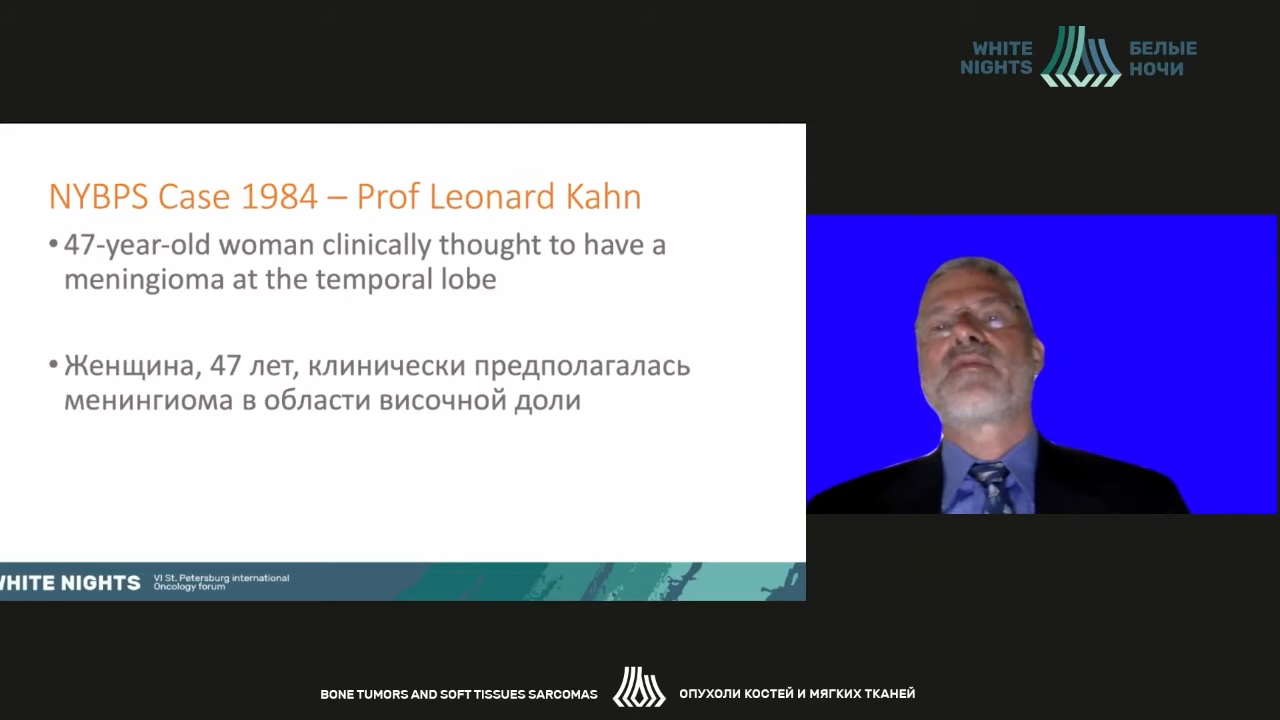 WHITE
NIGHTS
БЕЛЫЕ
НОЧИ
NYBPS Case 1984 – Prof Leonard Kahn
• 47-year-old woman clinically thought to have a
meningioma at the temporal lobe
• Женщина, 47 лет, клинически предполагалась
менингиома в области височной доли
WHITE NIGHTS
VI St. Petersburg international
Oncology forum
BONE TUMORS AND SOFT TISSUES SARCOMAS
ОПУХОЛИ КОСТЕЙ И МЯГКИХ ТКАНЕЙ